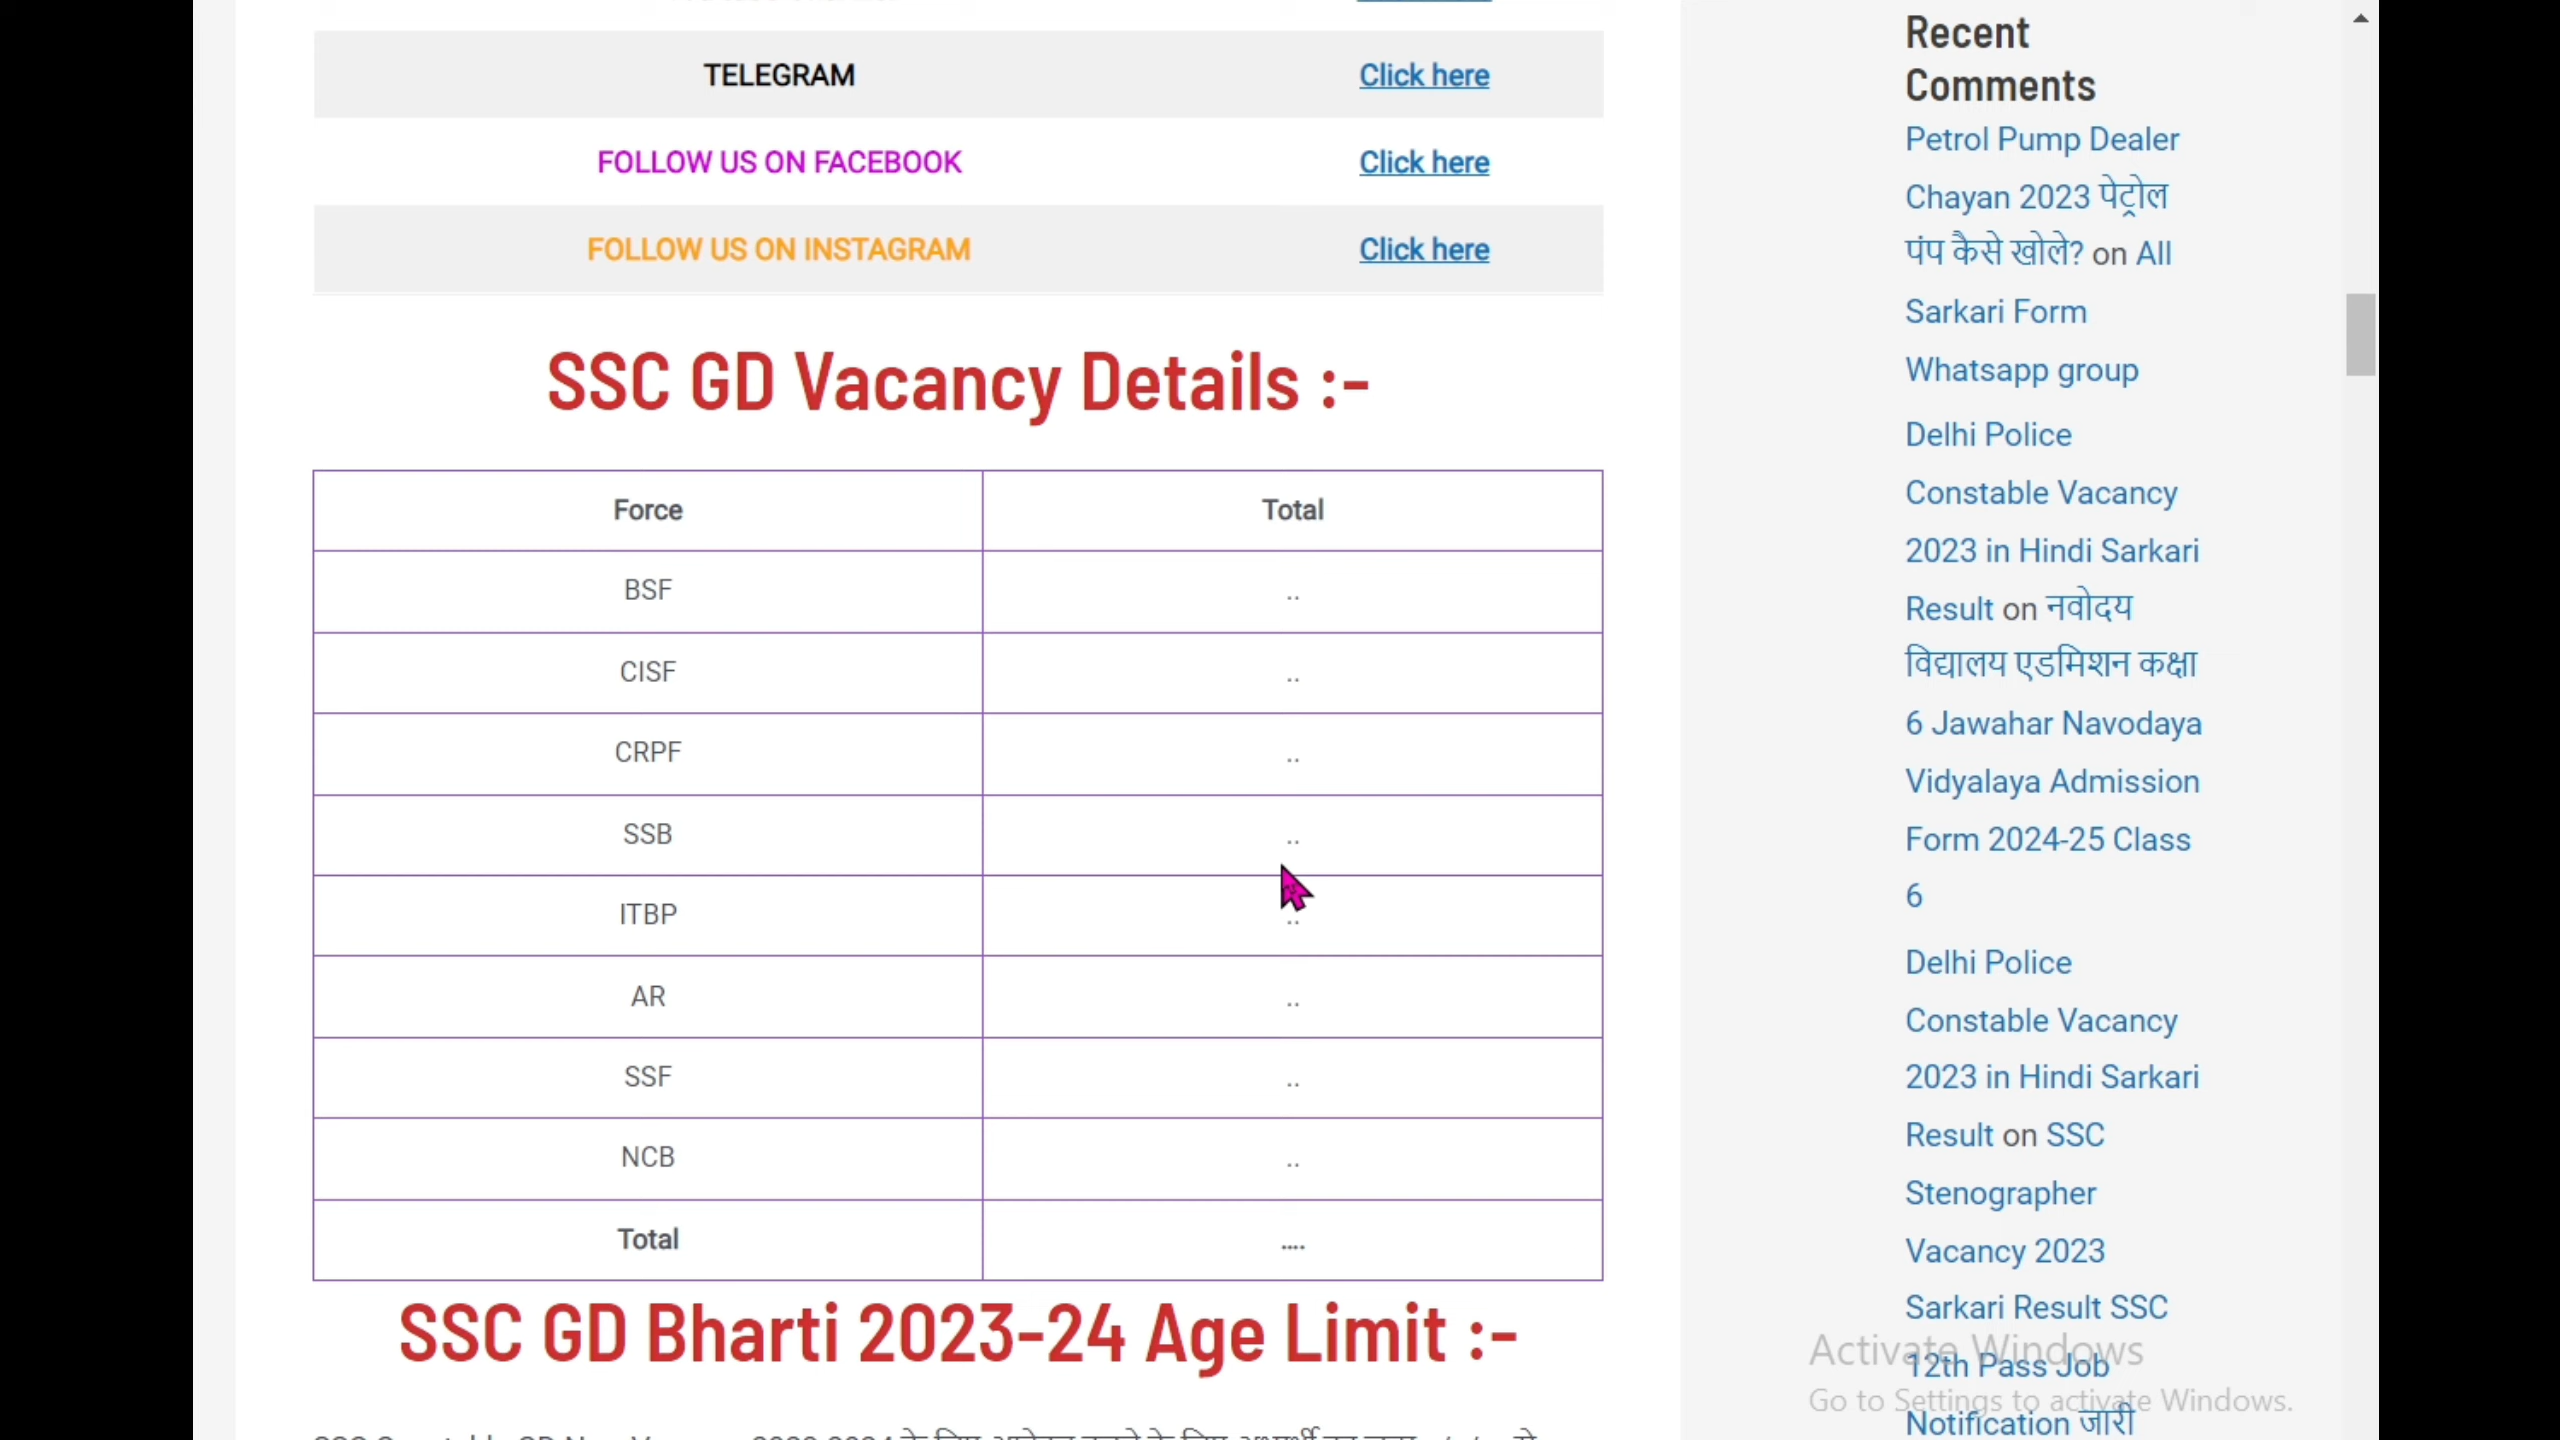 TELEGRAM Click here
FOLLOW US ON FACEBOOK Click here
FOLLOW US ON INSTAGRAM Click here
SSC GD Vacancy Details :-
Force Total
BSF ..
CISF ..
CRPF ..
SSB ..
ITBP ..
AR ..
SSF ..
NCB ..
Total ....
SSC GD Bharti 2023-24 Age Limit :-
Recent
Comments
Petrol Pump Dealer
Chayan 2023 पेट्रोल
पंप कैसे खोले? on All
Sarkari Form
Whatsapp group
Delhi Police
Constable Vacancy
2023 in Hindi Sarkari
Result on नवोदय
विद्यालय एडमिशन कक्षा
6 Jawahar Navodaya
Vidyalaya Admission
Form 2024-25 Class
6
Delhi Police
Constable Vacancy
2023 in Hindi Sarkari
Result on SSC
Stenographer
Vacancy 2023
Sarkari Result SSC
12th Pass Job
Notification जारी
Activate Windows
Go to Settings to activate Windows.